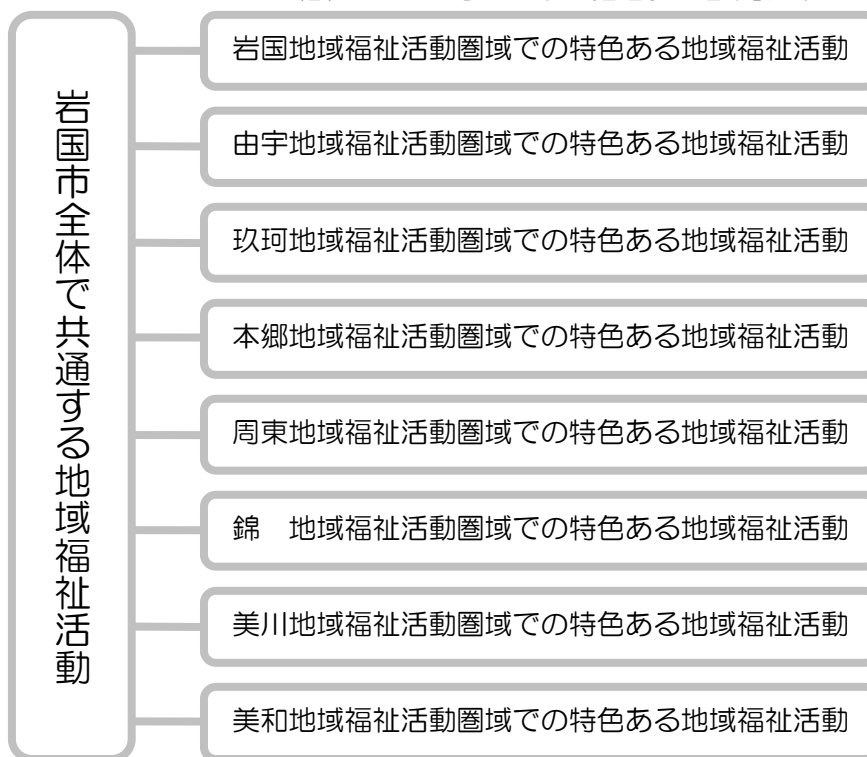 岩国市全体で共通する地域福祉活動
岩国地域福祉活動圏域での特色ある地域福祉活動
由宇地域福祉活動圏域での特色ある地域福祉活動
玖珂地域福祉活動圏域での特色ある地域福祉活動
本郷地域福祉活動圏域での特色ある地域福祉活動
周東地域福祉活動圏域での特色ある地域福祉活動
錦　地域福祉活動圏域での特色ある地域福祉活動
美川地域福祉活動圏域での特色ある地域福祉活動
美和地域福祉活動圏域での特色ある地域福祉活動